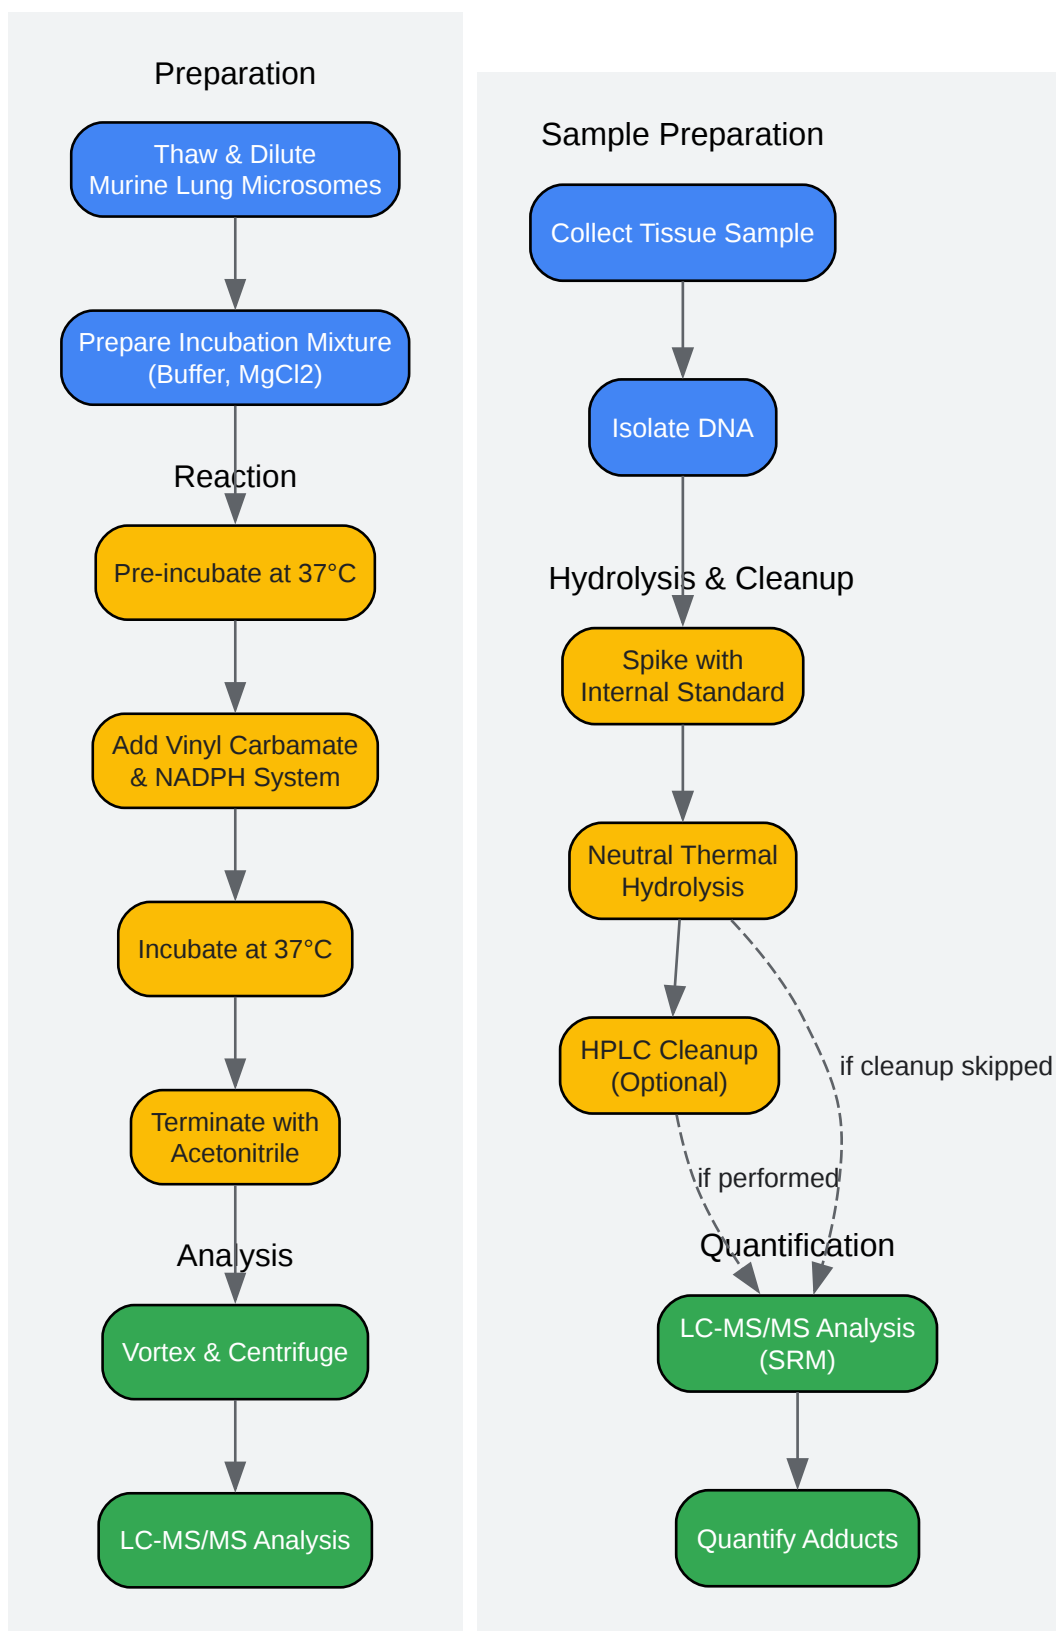 Preparation
Thaw & Dilute
Murine Lung Microsomes
Prepare Incubation Mixture
(Buffer, MgCl2)
Reaction
Pre-incubate at 37°C
Add Vinyl Carbamate
& NADPH System
Incubate at 37°C
Terminate with
Acetonitrile
Analysis
Vortex & Centrifuge
LC-MS/MS Analysis
Sample Preparation
Collect Tissue Sample
Isolate DNA
Hydrolysis & Cleanup
Spike with
Internal Standard
Neutral Thermal
Hydrolysis
HPLC Cleanup
(Optional)
if cleanup skipped
if performed
Quantification
LC-MS/MS Analysis
(SRM)
Quantify Adducts